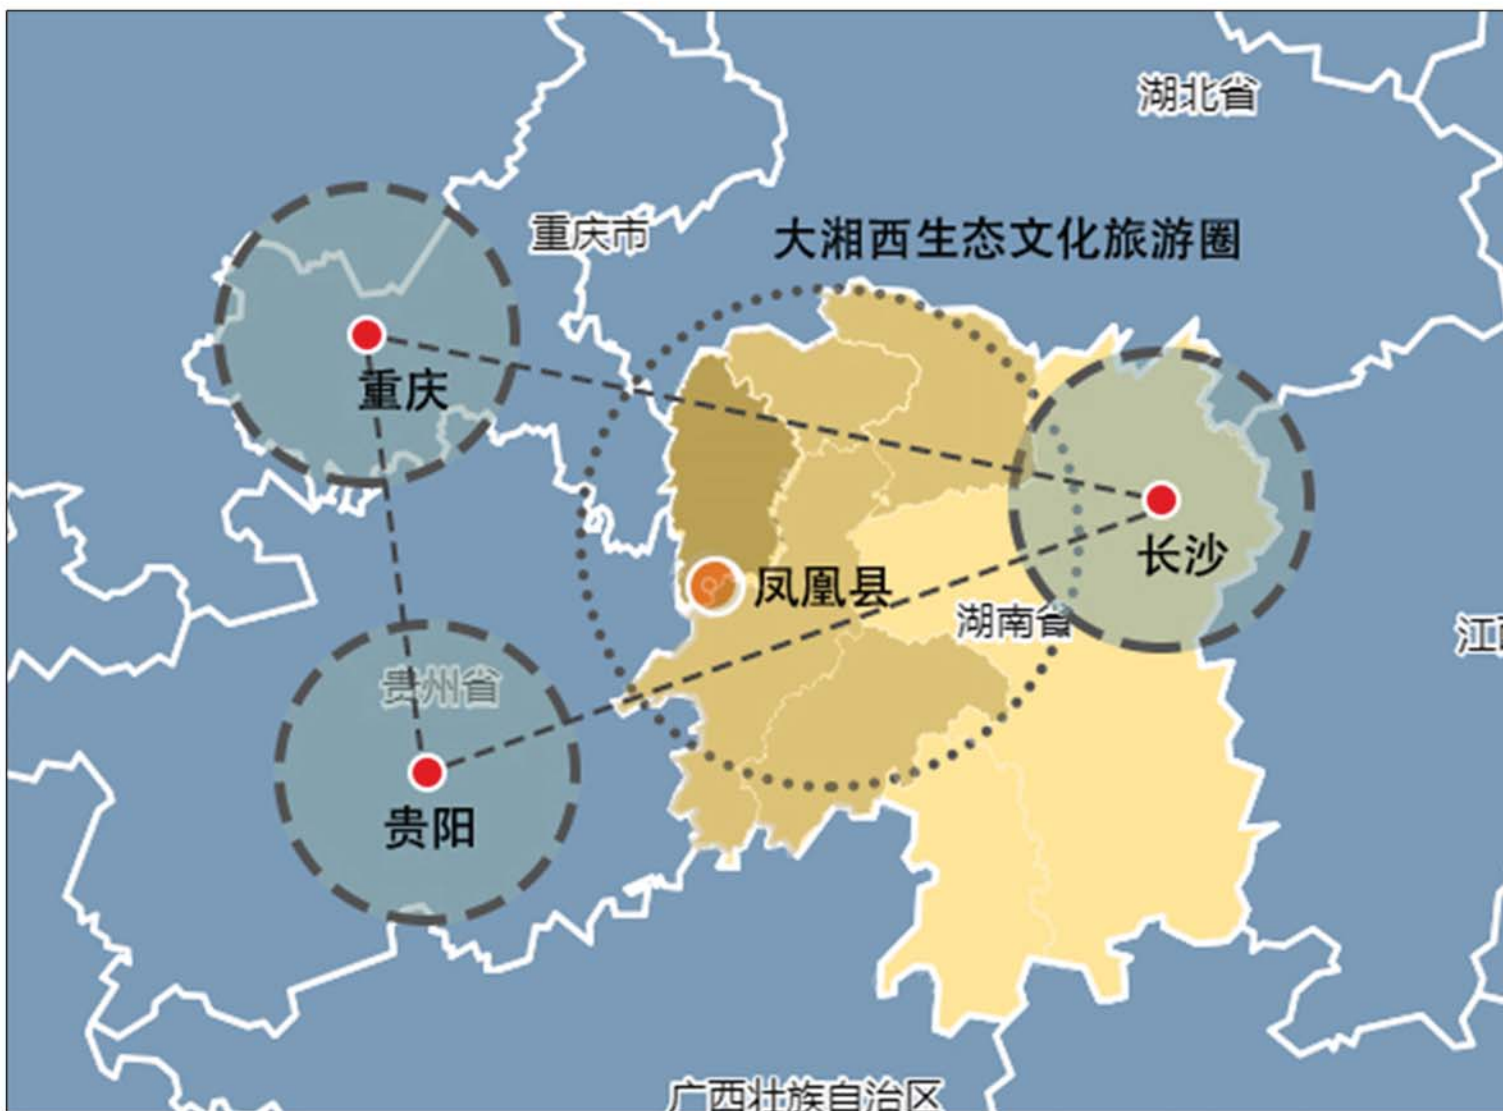 湖北省
重庆市
大湘西生态文化旅游圈
重庆
长沙
凤凰县
湖南省
江
贵州省
贵阳
广西壮族自治区